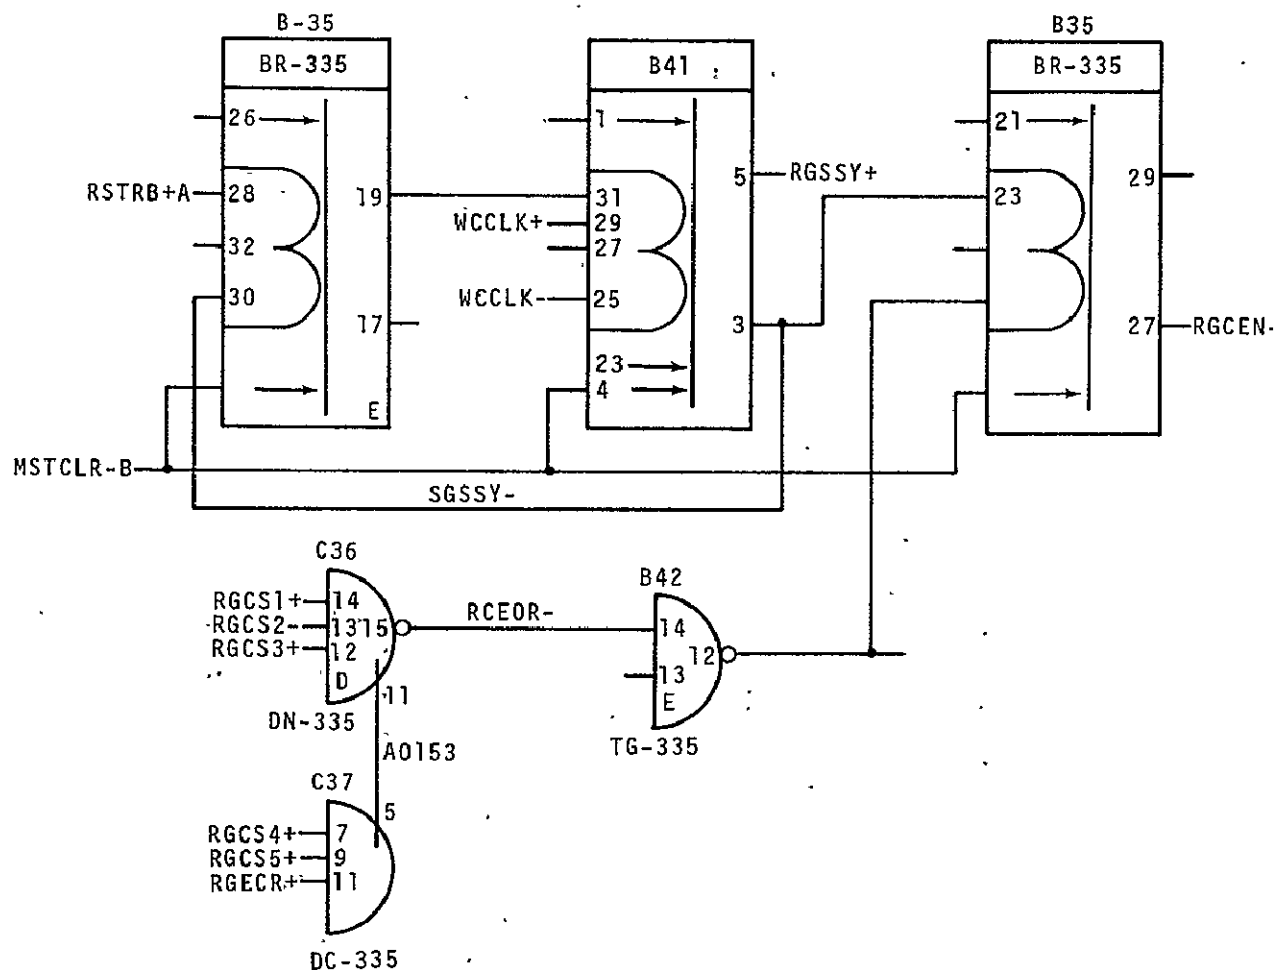 B-35
BR-335
26
RSTRB+A
28
19
32
30
17
E
B41
1
5
RGSSY+
31
WCCLK+
29
27
WCCLK-
25
3
23
4
B35
BR-335
21
29
23
27
RGCEN-
MSTCLR-B
SGSSY-
C36
RGCS1+
14
RGCS2-
13
15
RGCS3+
12
D
11
DN-335
RCEOR-
B42
14
12
13
E
TG-335
A0153
C37
5
RGCS4+
7
RGCS5+
9
RGECR+
11
DC-335